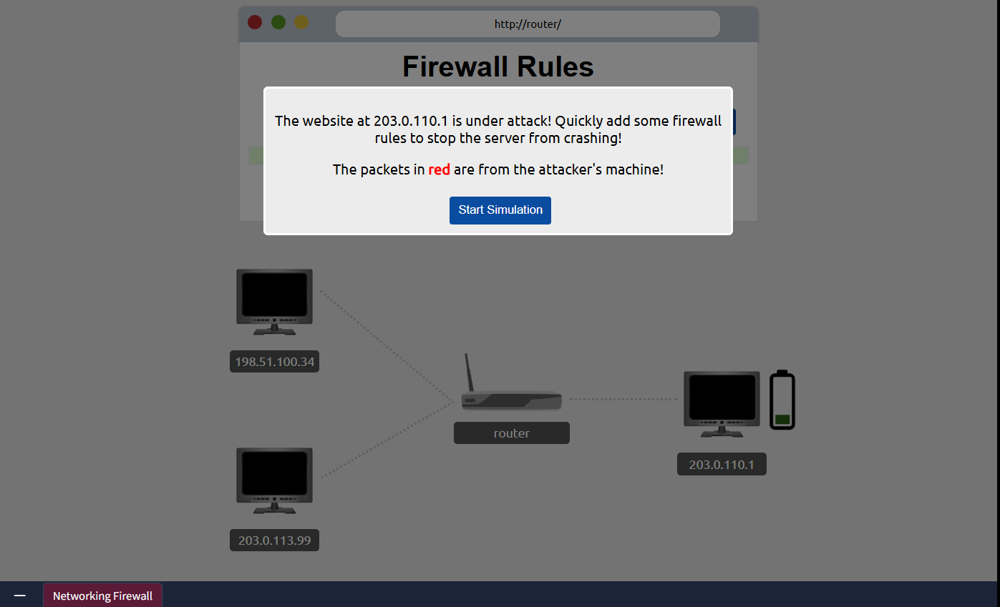 http://router/
Firewall Rules
The website at 203.0.110.1 is under attack! Quickly add some firewall
rules to stop the server from crashing!
The packets in red are from the attacker's machine!
Start Simulation
198.51.100.34
router
203.0.110.1
203.0.113.99
Networking Firewall